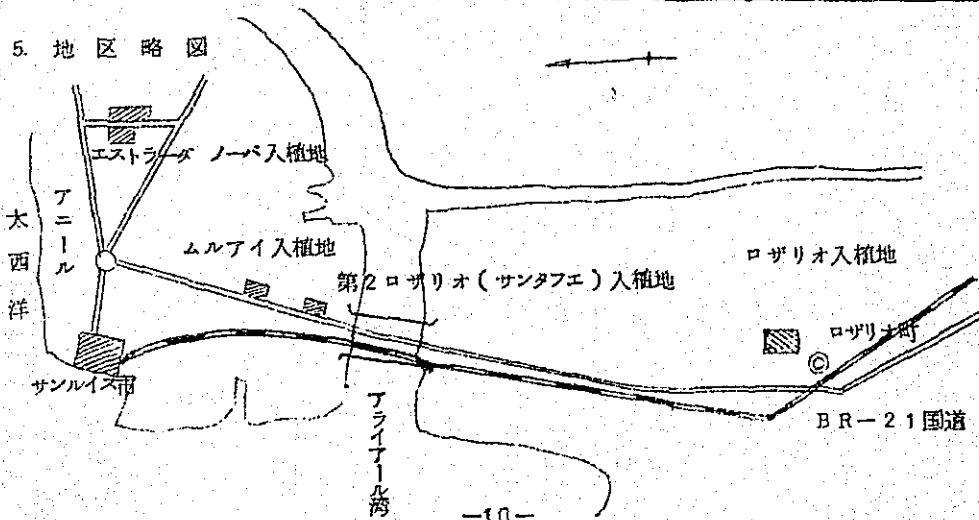 5. 地区略図
エストラーダ ノーバ入植地
アニール
太西洋
ムルアイ入植地
第2ロザリオ(サンタフエ)入植地
ロザリオ入植地
ロザリオ町
Ⓒ
サンルイス市
BR-21国道
アライアール湾
-10-